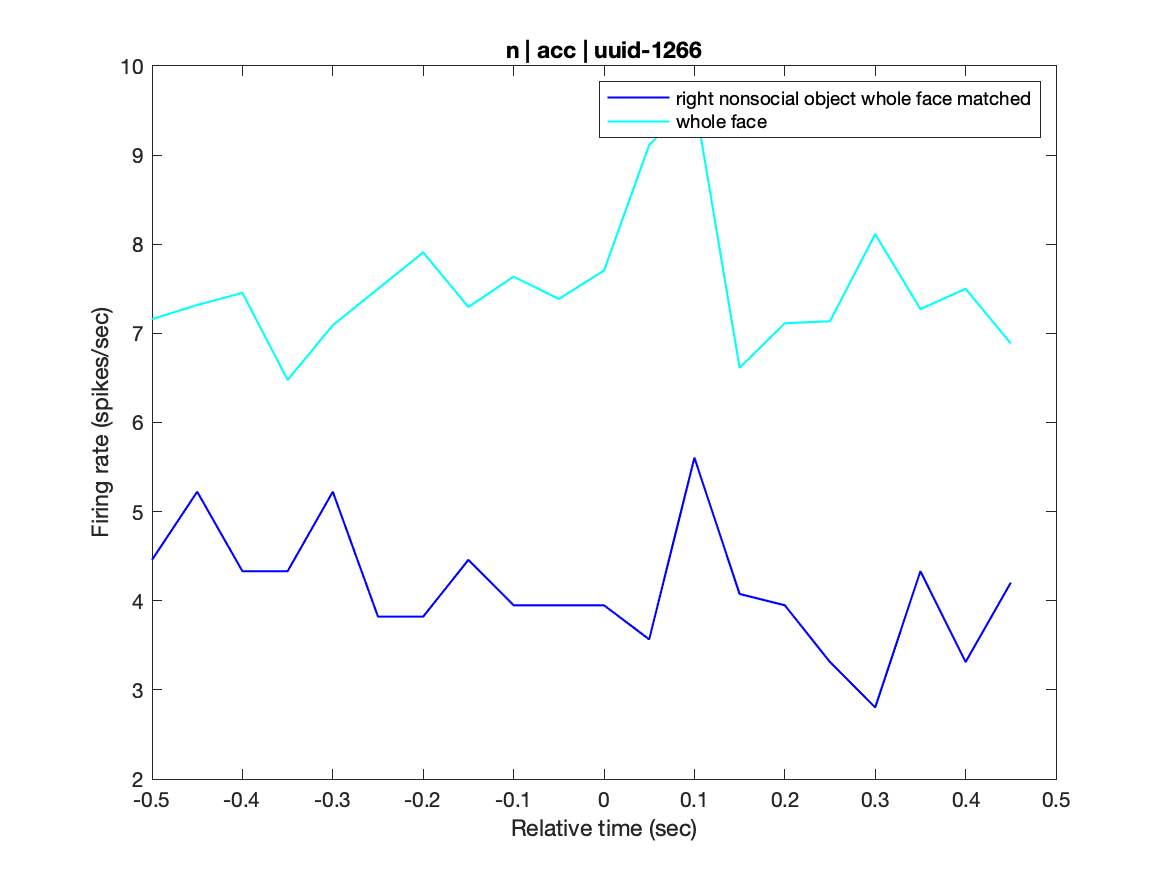 n | acc | uuid-1266
right nonsocial object whole face matched
whole face
10
9
8
7
6
5
4
3
2
Firing rate (spikes/sec)
-0.5 -0.4 -0.3 -0.2 -0.1 0 0.1 0.2 0.3 0.4 0.5
Relative time (sec)